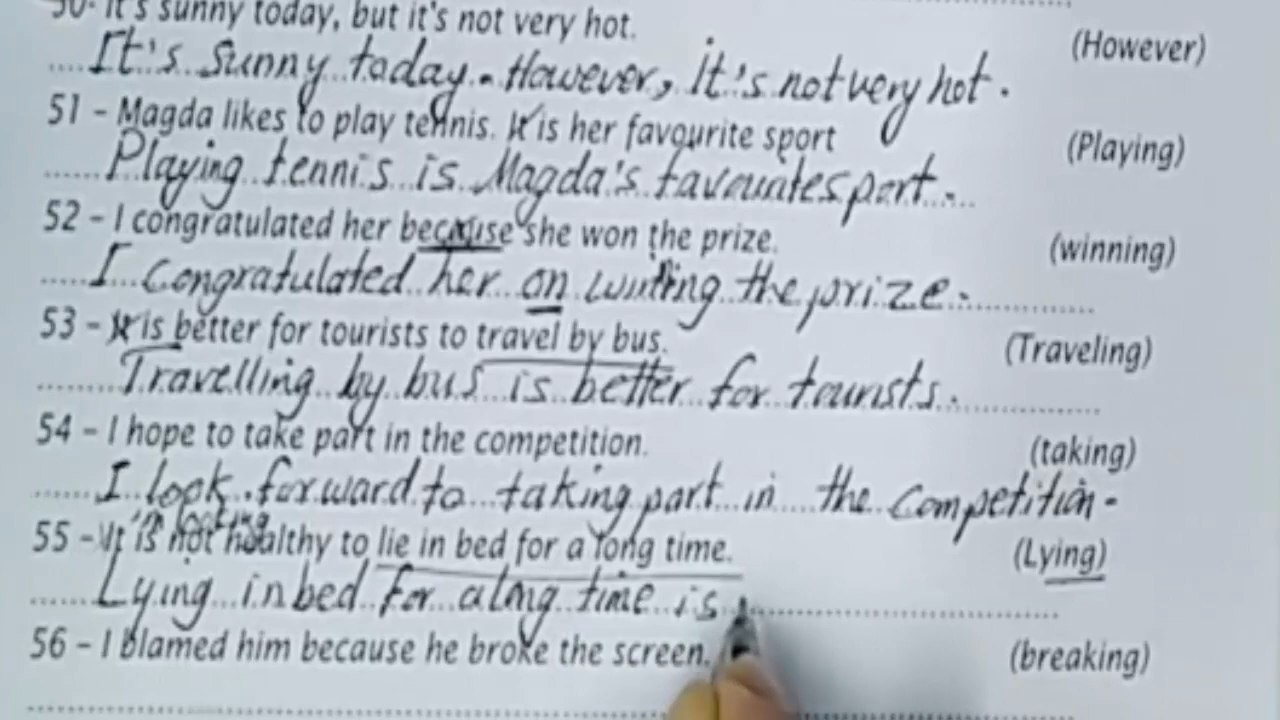 50- It's sunny today, but it's not very hot. (However)
It's sunny today. However, it's not very hot.
51 - Magda likes to play tennis. It is her favourite sport (Playing)
Playing tennis is Magda's favourite sport.
52 - I congratulated her because she won the prize. (winning)
I congratulated her on winning the prize.
53 - It is better for tourists to travel by bus. (Traveling)
Travelling by bus is better for tourists.
54 - I hope to take part in the competition. (taking)
I look forward to taking part in the competition.
'm looking
55 - It is not healthy to lie in bed for a long time. (Lying)
Lying in bed for a long time is
56 - I blamed him because he broke the screen. (breaking)